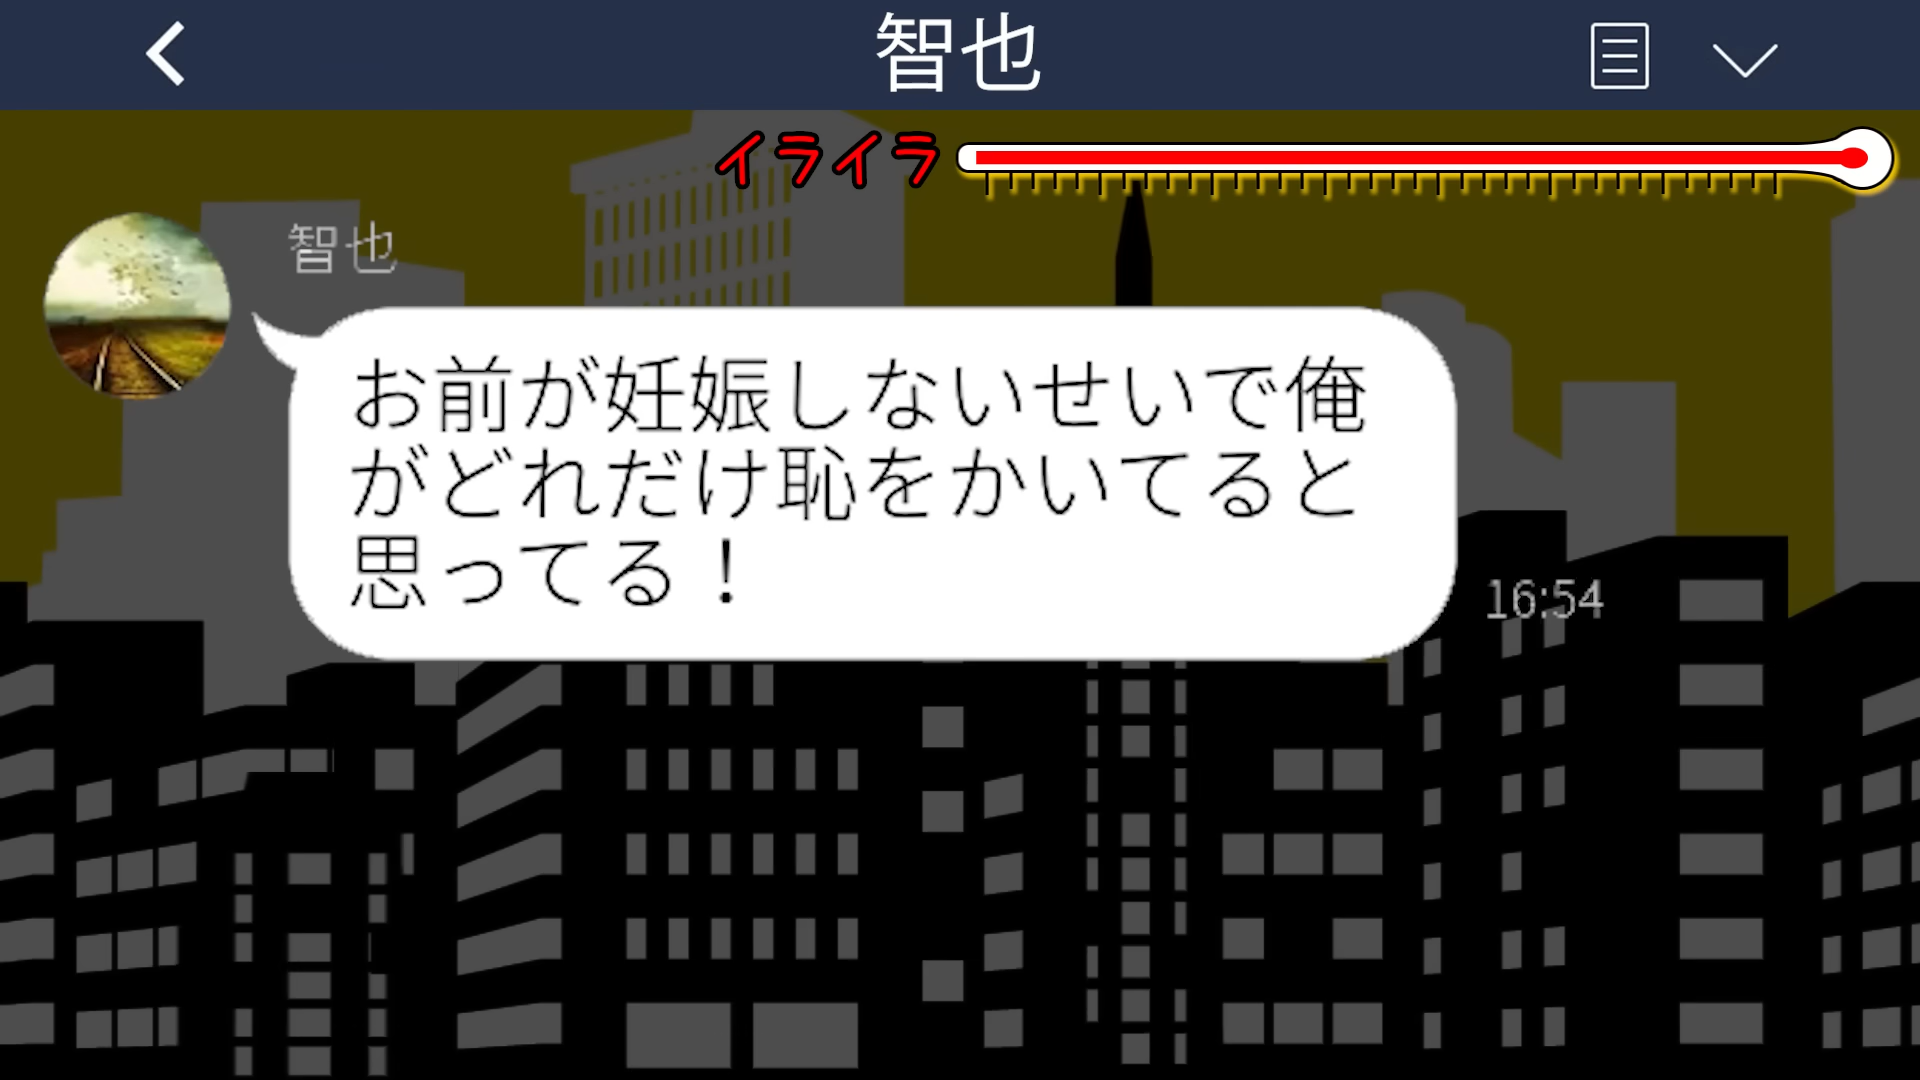 智也
イライラ
智也
お前が妊娠しないせいで俺
がどれだけ恥をかいてると
思ってる！
16:54